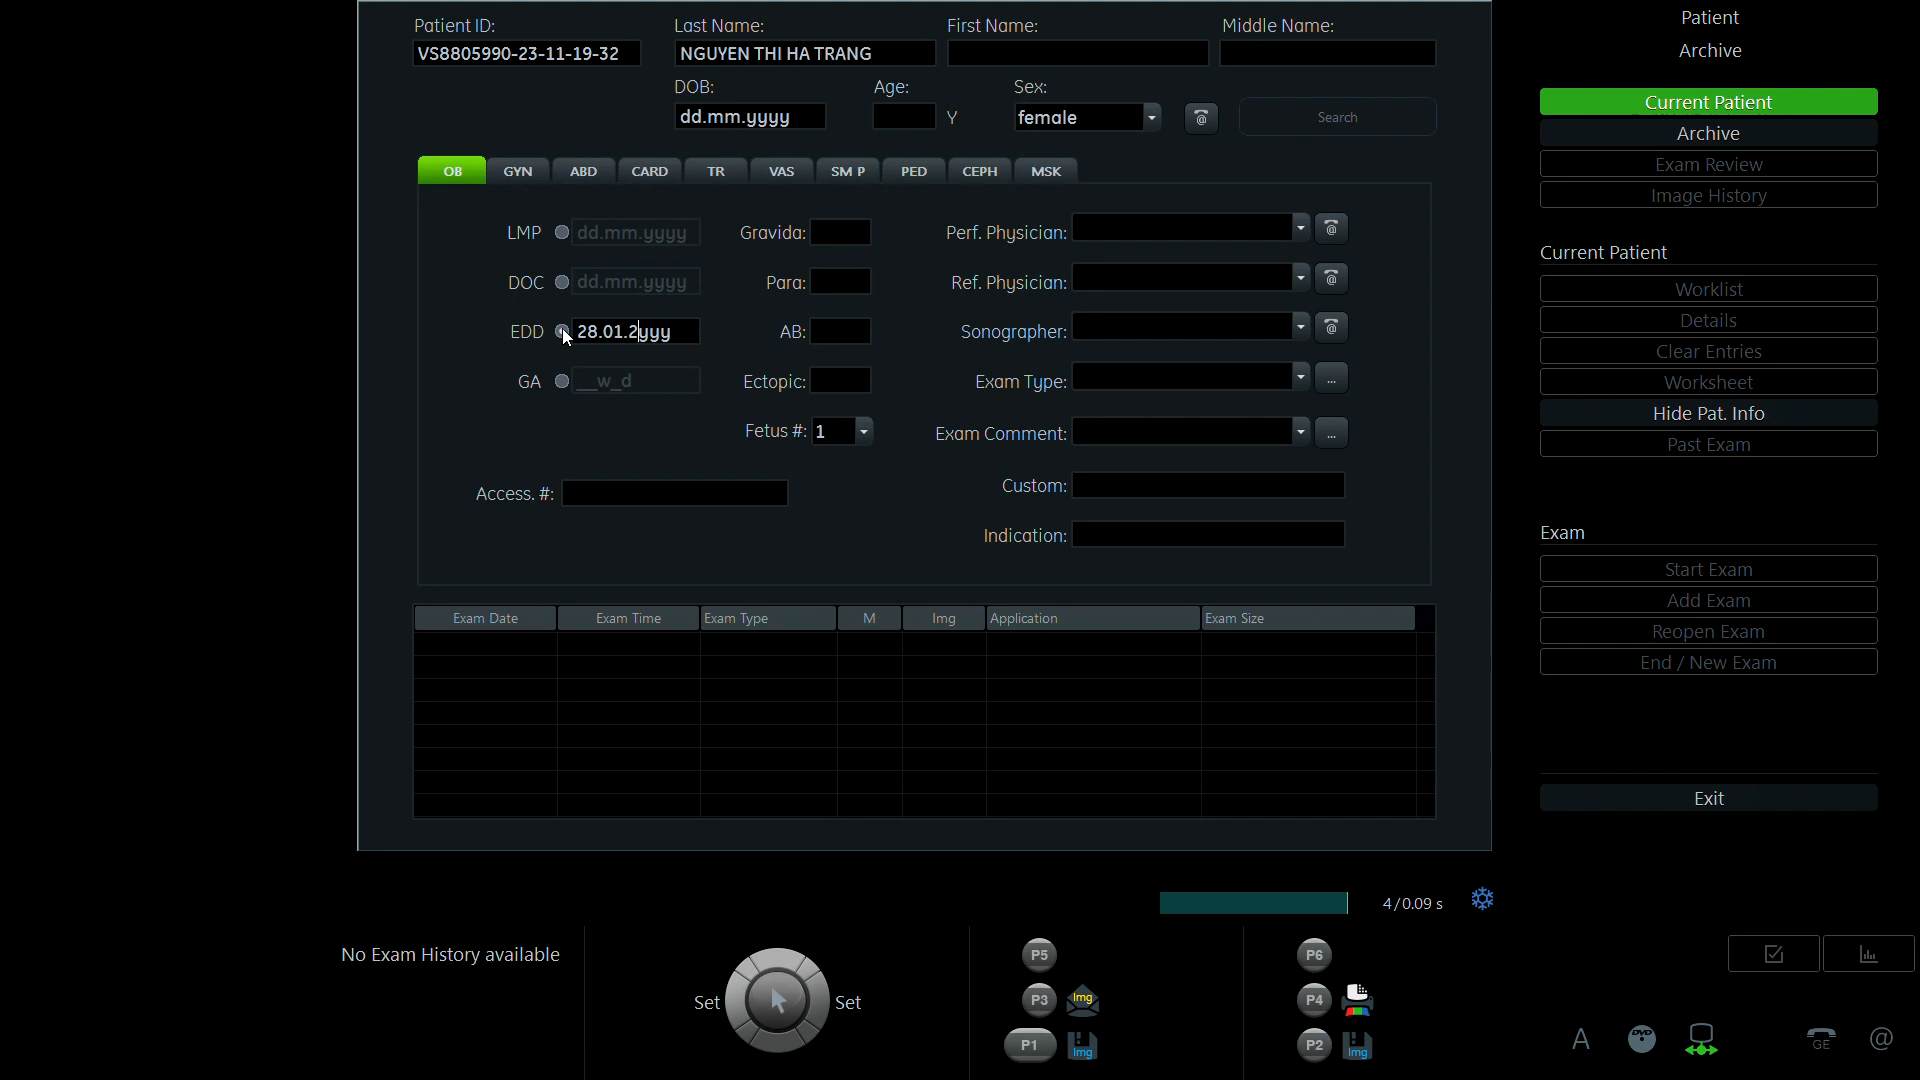 Patient ID: Last Name: First Name: Middle Name:
VS8805990-23-11-19-32 NGUYEN THI HA TRANG
DOB: Age: Sex:
dd.mm.yyyy Y female @ Search
OB GYN ABD CARD TR VAS SM P PED CEPH MSK
LMP dd.mm.yyyy Gravida: Perf. Physician: @
DOC dd.mm.yyyy Para: Ref. Physician: @
EDD 28.01.2yyy AB: Sonographer: @
GA __w_d Ectopic: Exam Type: ...
Fetus #: 1 Exam Comment: ...
Access. #: Custom:
Indication:
Exam Date Exam Time Exam Type M Img Application Exam Size
4/0.09 s
Patient
Archive
Current Patient
Archive
Exam Review
Image History
Current Patient
Worklist
Details
Clear Entries
Worksheet
Hide Pat. Info
Past Exam
Exam
Start Exam
Add Exam
Reopen Exam
End / New Exam
Exit
No Exam History available
Set Set
P5 P6
P3 Img P4
P1 Img P2 Img
A DVD GE @